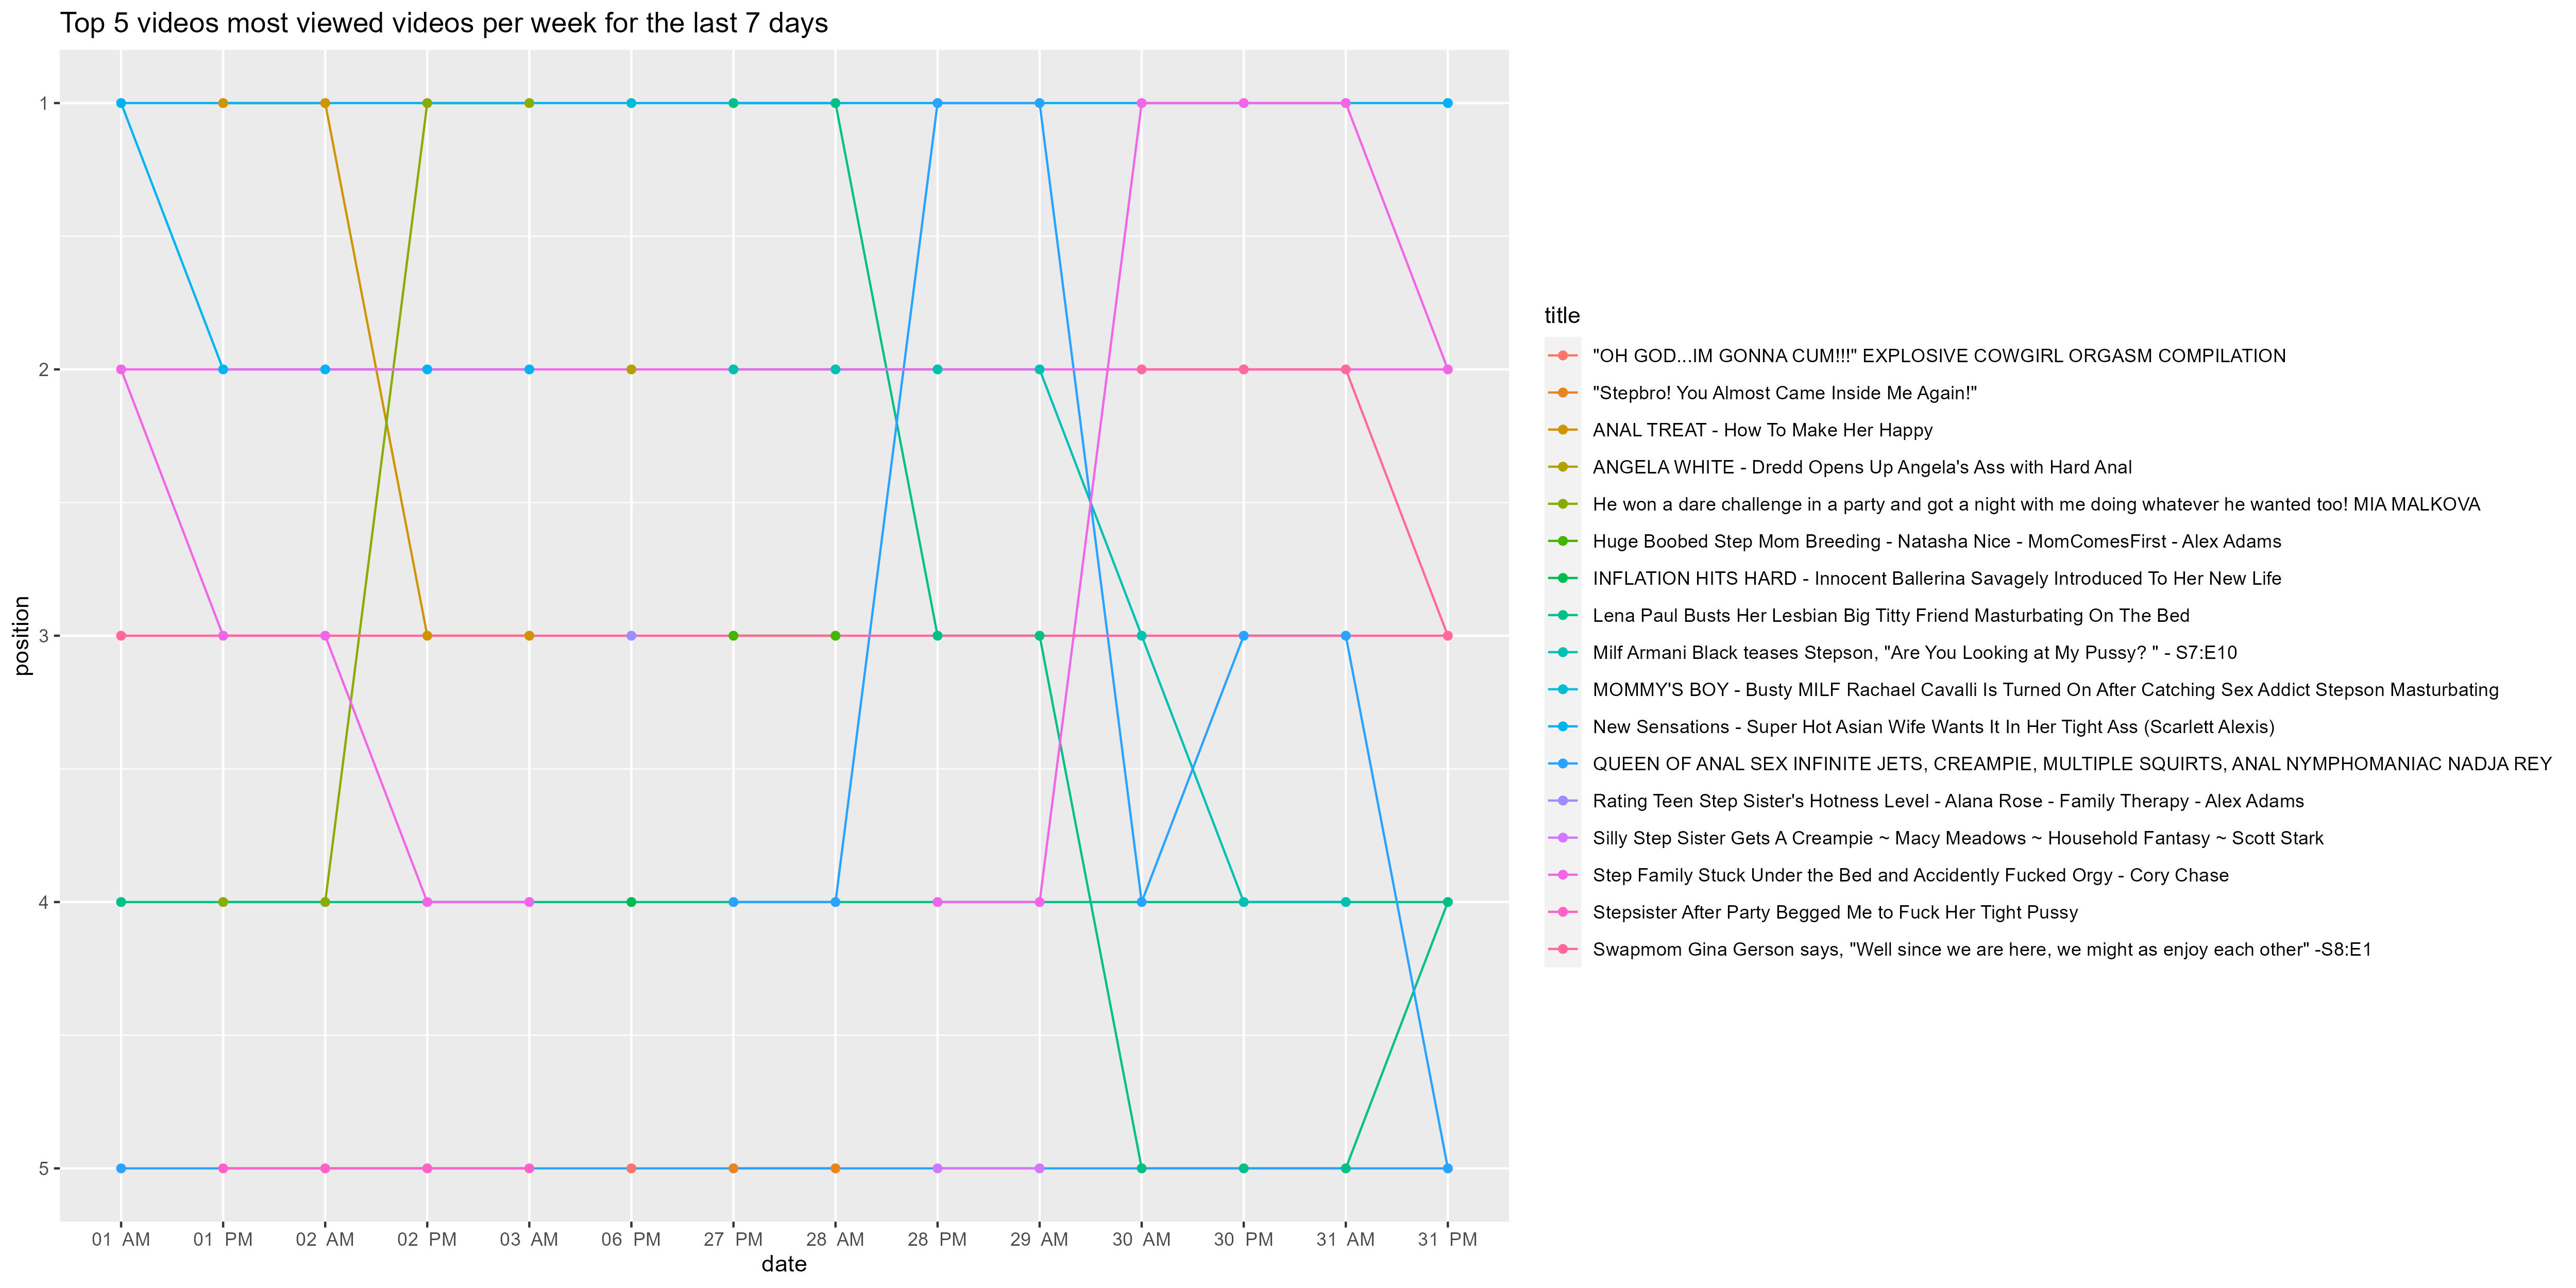 Top 5 videos most viewed videos per week for the last 7 days
position
1
2
3
4
5
01 AM
01 PM
02 AM
02 PM
03 AM
06 PM
27 PM
28 AM
28 PM
29 AM
30 AM
30 PM
31 AM
31 PM
date
title
"OH GOD...IM GONNA CUM!!!" EXPLOSIVE COWGIRL ORGASM COMPILATION
"Stepbro! You Almost Came Inside Me Again!"
ANAL TREAT - How To Make Her Happy
ANGELA WHITE - Dredd Opens Up Angela's Ass with Hard Anal
He won a dare challenge in a party and got a night with me doing whatever he wanted too! MIA MALKOVA
Huge Boobed Step Mom Breeding - Natasha Nice - MomComesFirst - Alex Adams
INFLATION HITS HARD - Innocent Ballerina Savagely Introduced To Her New Life
Lena Paul Busts Her Lesbian Big Titty Friend Masturbating On The Bed
Milf Armani Black teases Stepson, "Are You Looking at My Pussy? " - S7:E10
MOMMY'S BOY - Busty MILF Rachael Cavalli Is Turned On After Catching Sex Addict Stepson Masturbating
New Sensations - Super Hot Asian Wife Wants It In Her Tight Ass (Scarlett Alexis)
QUEEN OF ANAL SEX INFINITE JETS, CREAMPIE, MULTIPLE SQUIRTS, ANAL NYMPHOMANIAC NADJA REY
Rating Teen Step Sister's Hotness Level - Alana Rose - Family Therapy - Alex Adams
Silly Step Sister Gets A Creampie ~ Macy Meadows ~ Household Fantasy ~ Scott Stark
Step Family Stuck Under the Bed and Accidently Fucked Orgy - Cory Chase
Stepsister After Party Begged Me to Fuck Her Tight Pussy
Swapmom Gina Gerson says, "Well since we are here, we might as enjoy each other" -S8:E1